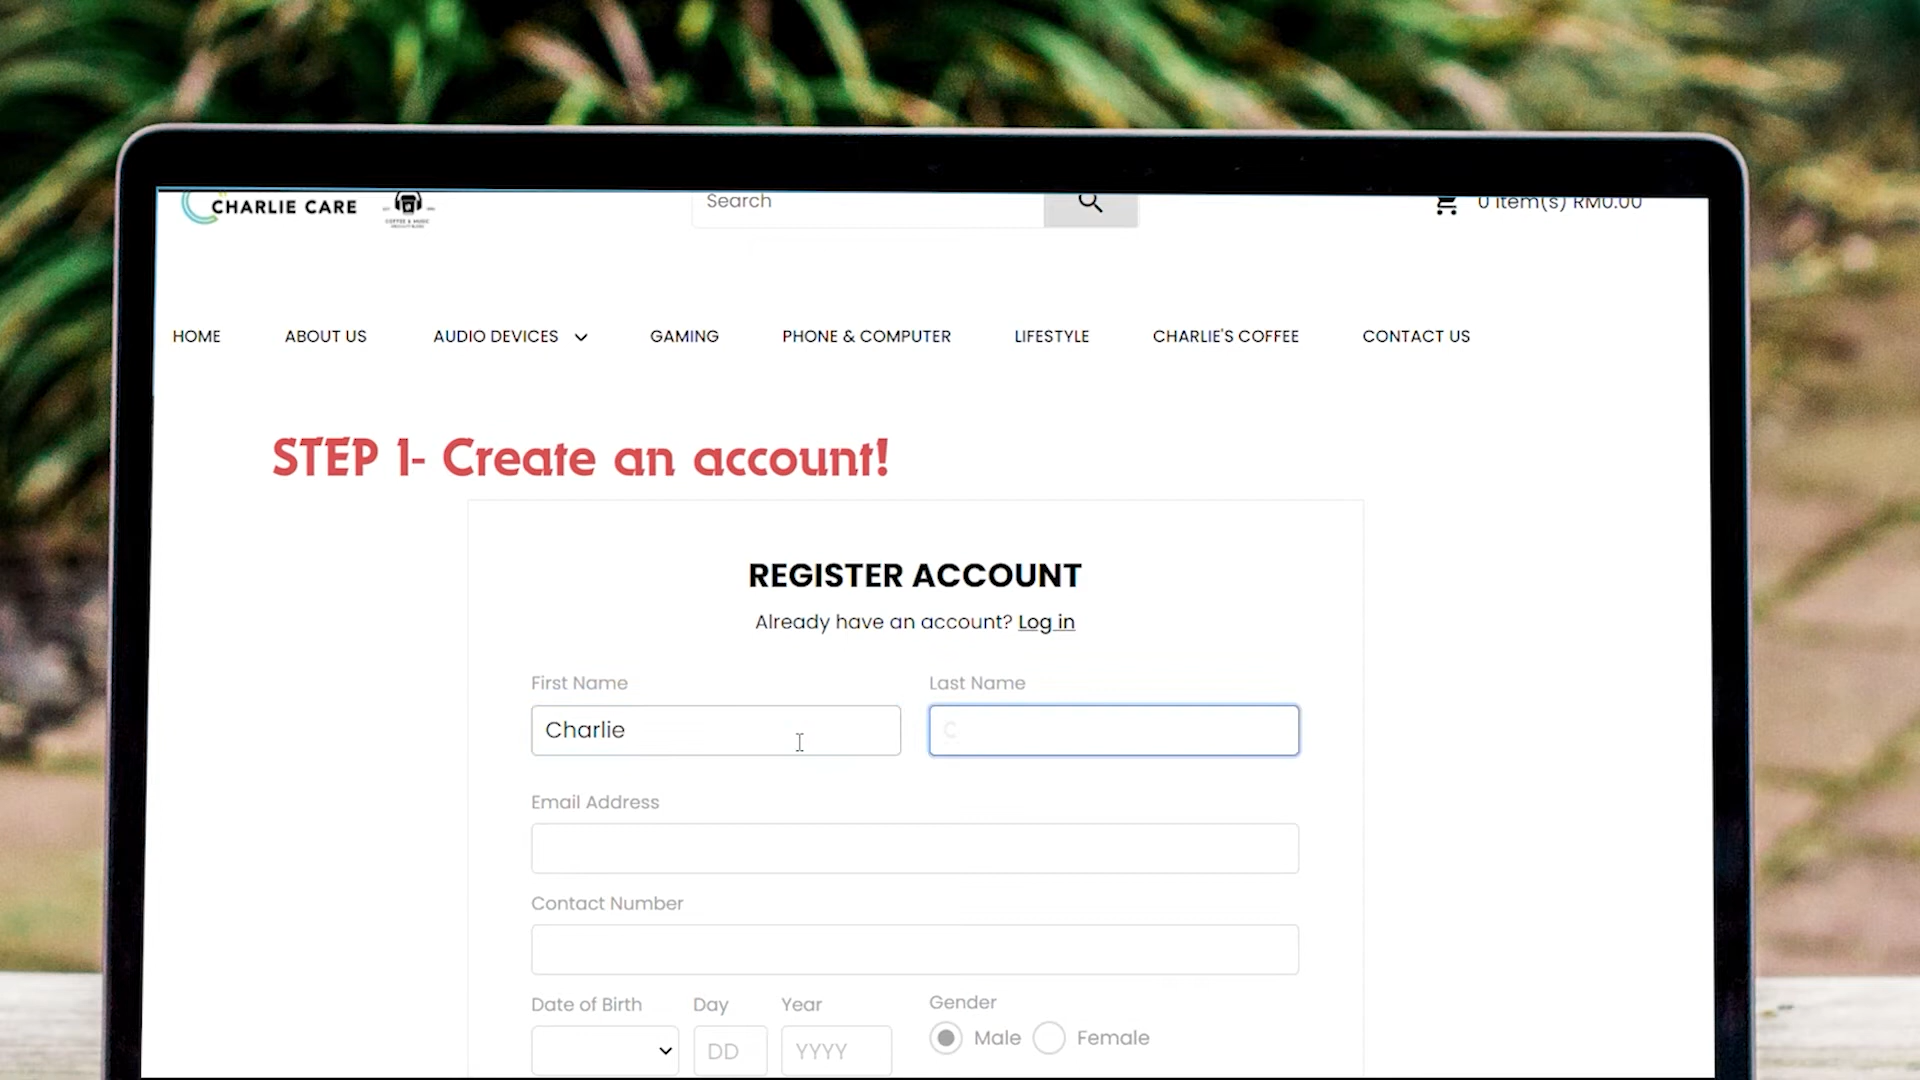 CHARLIE CARE
COFFEE & MUSIC
Search
0 item(s) RM0.00
HOME ABOUT US AUDIO DEVICES GAMING PHONE & COMPUTER LIFESTYLE CHARLIE'S COFFEE CONTACT US
STEP 1- Create an account!
REGISTER ACCOUNT
Already have an account? Log in
First Name Last Name
Charlie C
Email Address
Contact Number
Date of Birth Day Year Gender
DD YYYY Male Female